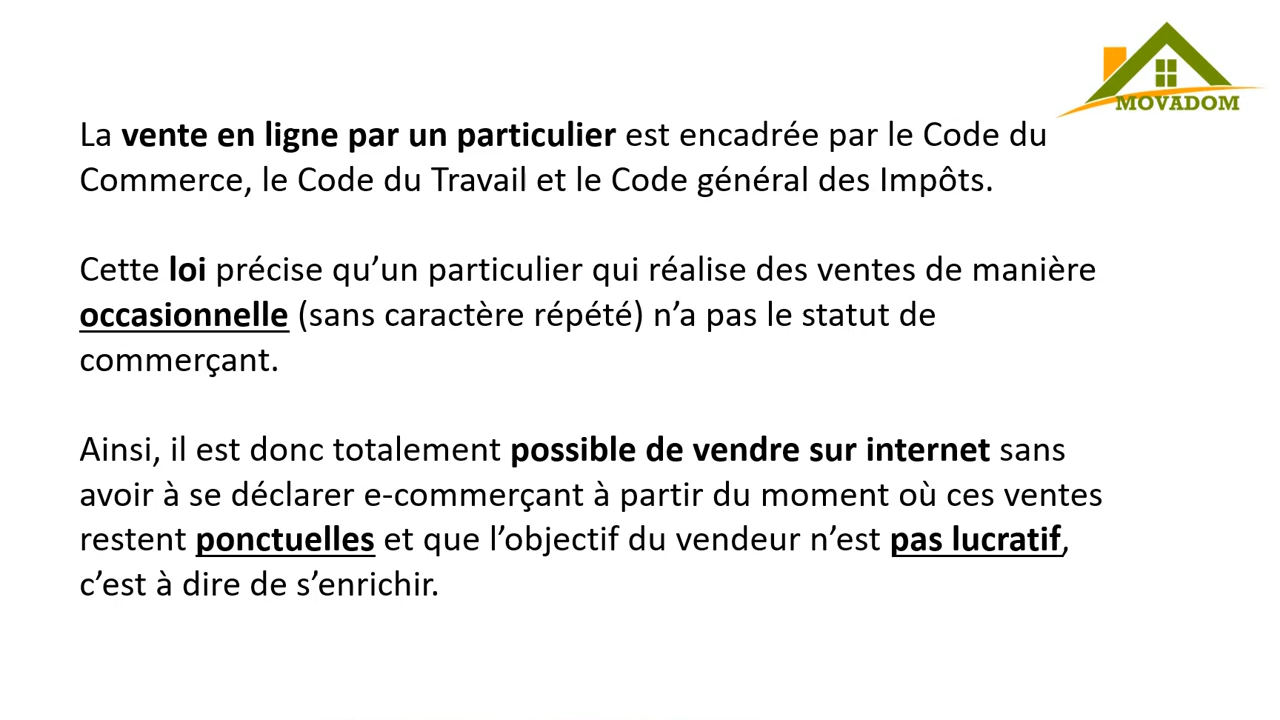 MOVADOM
La vente en ligne par un particulier est encadrée par le Code du
Commerce, le Code du Travail et le Code général des Impôts.
Cette loi précise qu’un particulier qui réalise des ventes de manière
occasionnelle (sans caractère répété) n’a pas le statut de
commerçant.
Ainsi, il est donc totalement possible de vendre sur internet sans
avoir à se déclarer e-commerçant à partir du moment où ces ventes
restent ponctuelles et que l’objectif du vendeur n’est pas lucratif,
c’est à dire de s’enrichir.